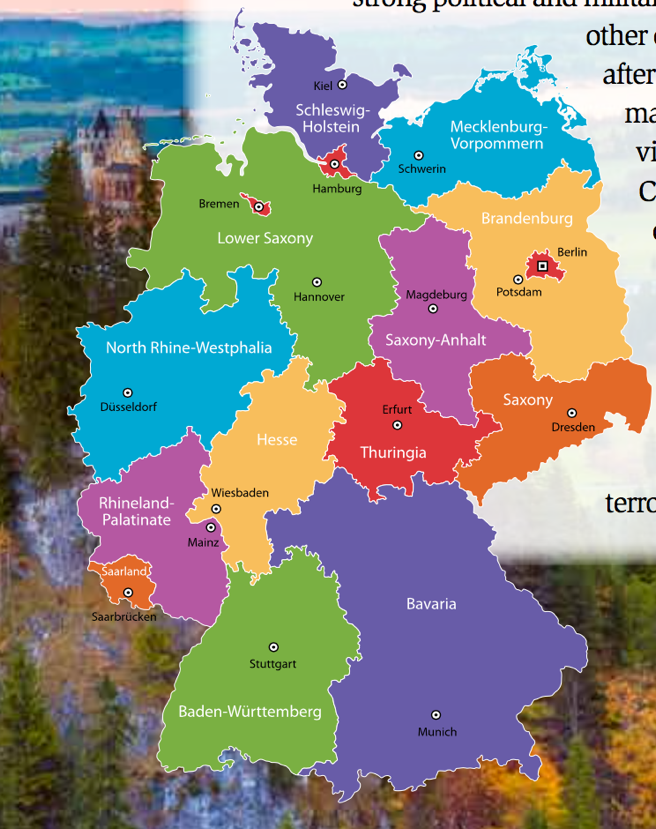 strong political and milita
other
after
ma
vi
C
terro
Kiel
Schleswig-
Holstein
Mecklenburg-
Vorpommern
Schwerin
Hamburg
Bremen
Lower Saxony
Hannover
Brandenburg
Berlin
Potsdam
Magdeburg
Saxony-Anhalt
North Rhine-Westphalia
Düsseldorf
Hesse
Wiesbaden
Erfurt
Thuringia
Saxony
Dresden
Rhineland-
Palatinate
Mainz
Saarland
Saarbrücken
Bavaria
Stuttgart
Baden-Württemberg
Munich